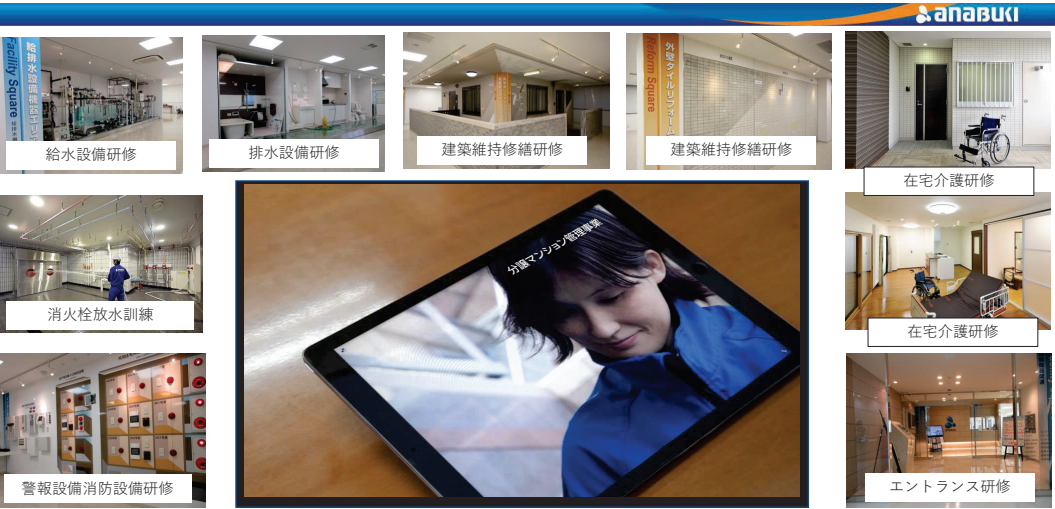 anaBUKI
給排水設備機器エリア
Facility Square
給水設備研修
排水設備研修
建築維持修繕研修
外壁タイルリフォーム
Reform Square
建築維持修繕研修
在宅介護研修
消火栓放水訓練
分譲マンション管理事業
在宅介護研修
警報設備消防設備研修
エントランス研修